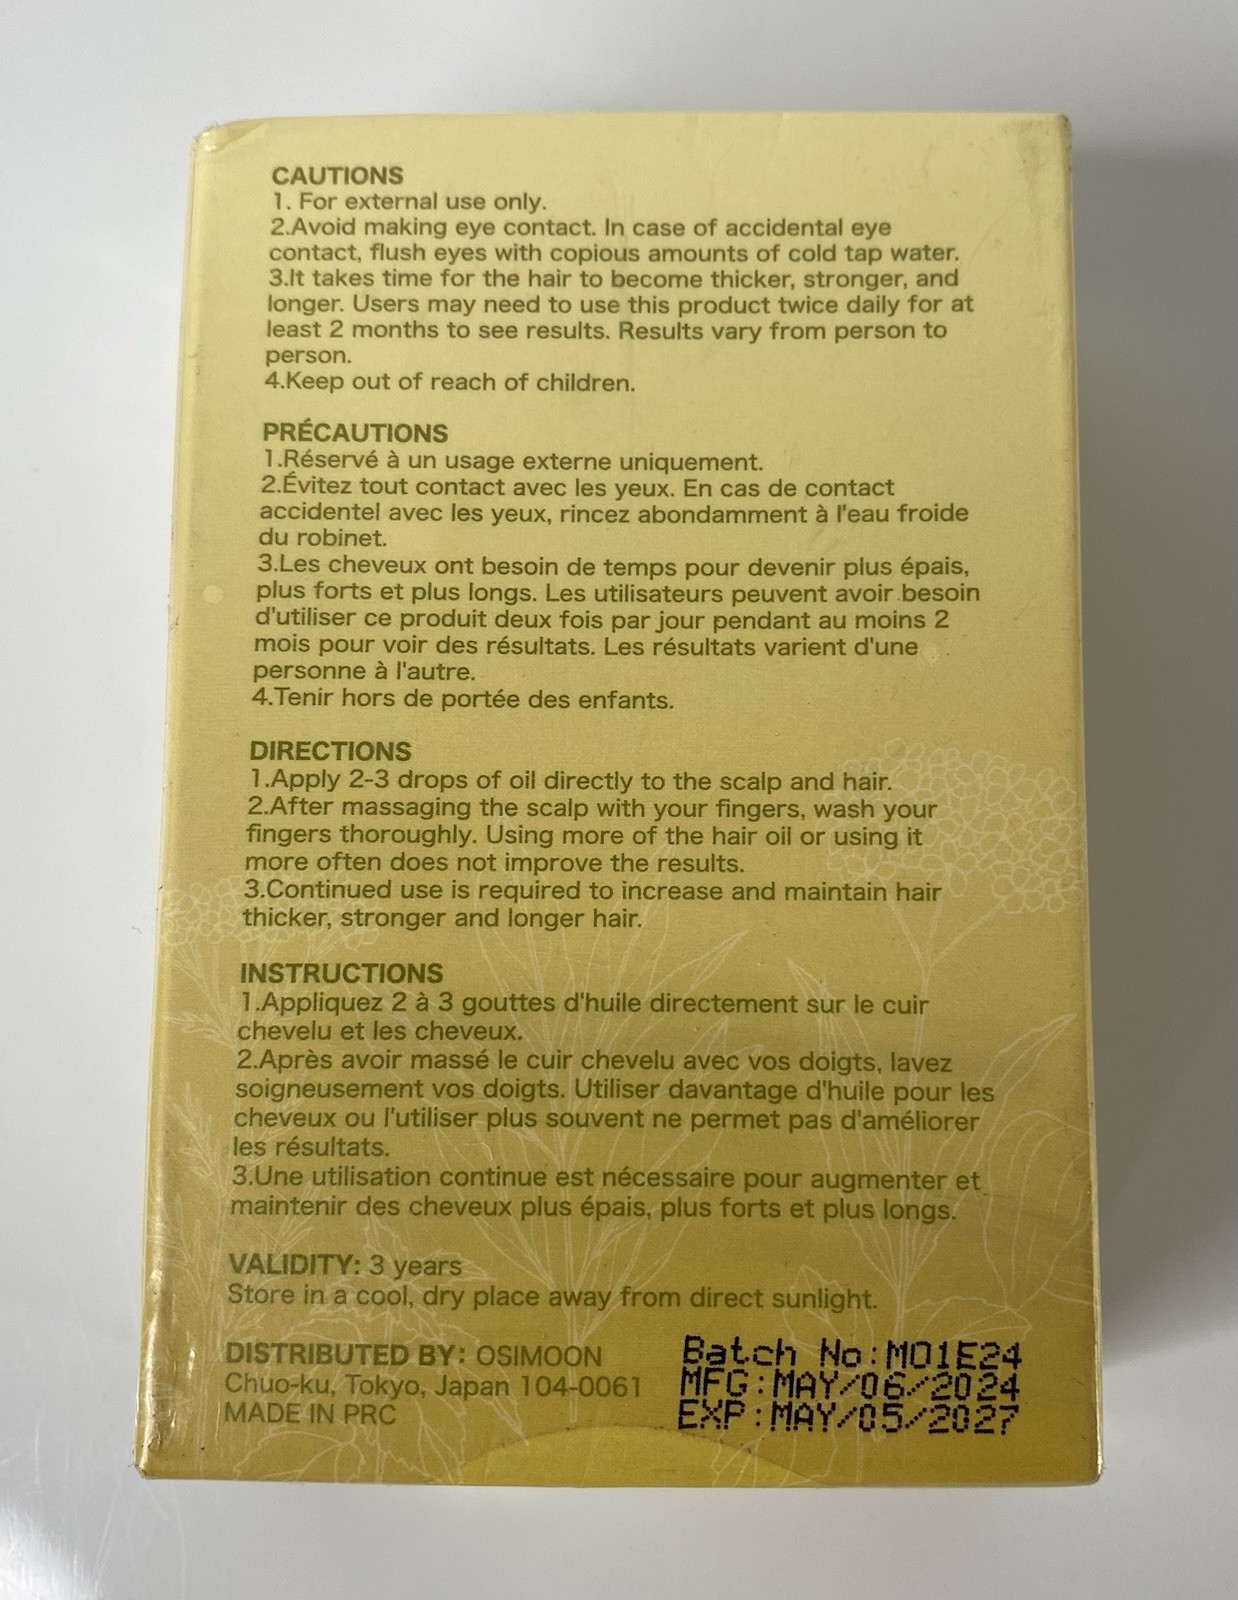 CAUTIONS
1. For external use only.
2.Avoid making eye contact. In case of accidental eye
contact, flush eyes with copious amounts of cold tap water.
3.It takes time for the hair to become thicker, stronger, and
longer. Users may need to use this product twice daily for at
least 2 months to see results. Results vary from person to
person.
4.Keep out of reach of children.
PRÉCAUTIONS
1.Réservé à un usage externe uniquement.
2.Évitez tout contact avec les yeux. En cas de contact
accidentel avec les yeux, rincez abondamment à l'eau froide
du robinet.
3.Les cheveux ont besoin de temps pour devenir plus épais,
plus forts et plus longs. Les utilisateurs peuvent avoir besoin
d'utiliser ce produit deux fois par jour pendant au moins 2
mois pour voir des résultats. Les résultats varient d'une
personne à l'autre.
4.Tenir hors de portée des enfants.
DIRECTIONS
1.Apply 2-3 drops of oil directly to the scalp and hair.
2.After massaging the scalp with your fingers, wash your
fingers thoroughly. Using more of the hair oil or using it
more often does not improve the results.
3.Continued use is required to increase and maintain hair
thicker, stronger and longer hair.
INSTRUCTIONS
1.Appliquez 2 à 3 gouttes d'huile directement sur le cuir
chevelu et les cheveux.
2.Après avoir massé le cuir chevelu avec vos doigts, lavez
soigneusement vos doigts. Utiliser davantage d'huile pour les
cheveux ou l'utiliser plus souvent ne permet pas d'améliorer
les résultats.
3.Une utilisation continue est nécessaire pour augmenter et
maintenir des cheveux plus épais, plus forts et plus longs.
VALIDITY: 3 years
Store in a cool, dry place away from direct sunlight.
DISTRIBUTED BY: OSIMOON
Chuo-ku, Tokyo, Japan 104-0061
MADE IN PRC
Batch No:M01E24
MFG:MAY/06/2024
EXP:MAY/05/2027